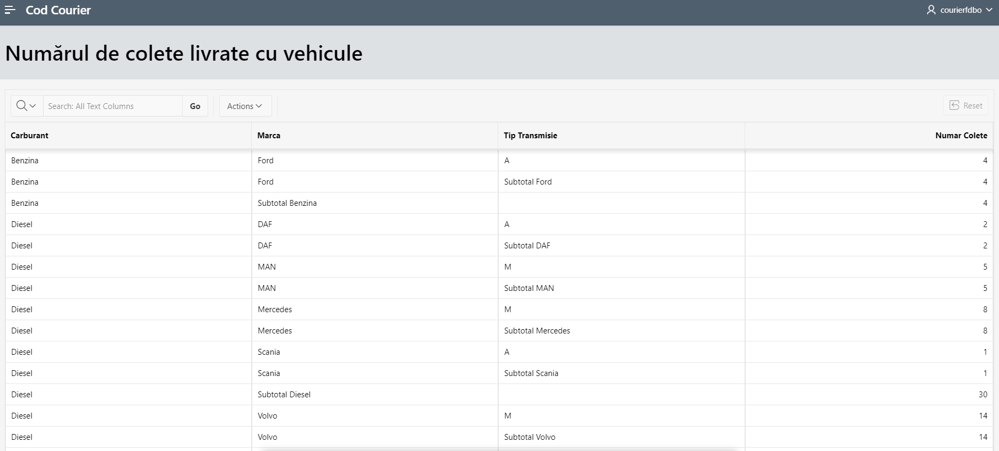 Cod Courier courierfdbo
Numărul de colete livrate cu vehicule
Search: All Text Columns Go Actions Reset
Carburant Marca Tip Transmisie Numar Colete
Benzina Ford A 4
Benzina Ford Subtotal Ford 4
Benzina Subtotal Benzina 4
Diesel DAF A 2
Diesel DAF Subtotal DAF 2
Diesel MAN M 5
Diesel MAN Subtotal MAN 5
Diesel Mercedes M 8
Diesel Mercedes Subtotal Mercedes 8
Diesel Scania A 1
Diesel Scania Subtotal Scania 1
Diesel Subtotal Diesel 30
Diesel Volvo M 14
Diesel Volvo Subtotal Volvo 14